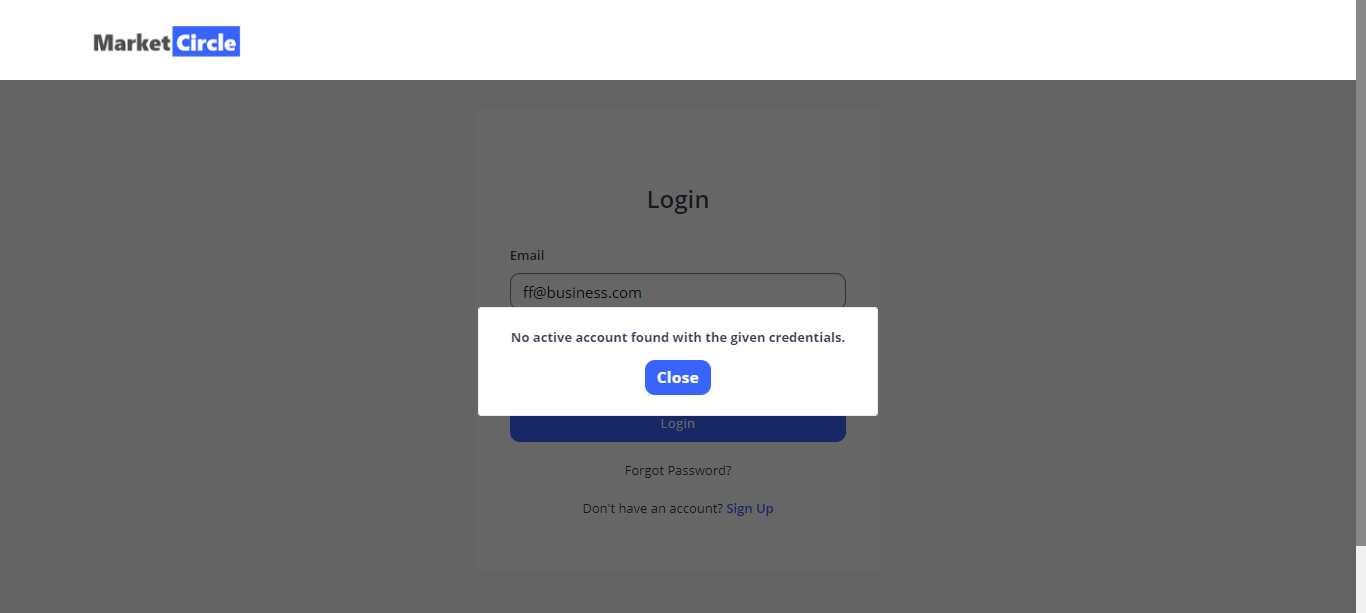 Market Circle
Login
Email
ff@business.com
No active account found with the given credentials.
Close
Login
Forgot Password?
Don't have an account? Sign Up